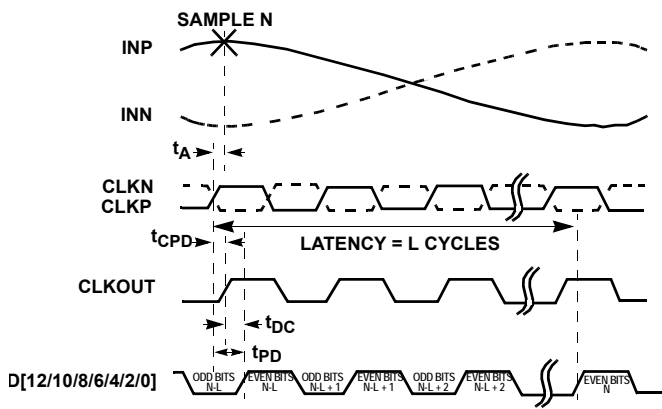 SAMPLE N
INP
INN
tA
CLKN
CLKP
tCPD
LATENCY = L CYCLES
CLKOUT
tDC
tPD
D[12/10/8/6/4/2/0]
ODD BITS N-L
EVEN BITS N-L
ODD BITS N-L + 1
EVEN BITS N-L + 1
ODD BITS N-L + 2
EVEN BITS N-L + 2
EVEN BITS N